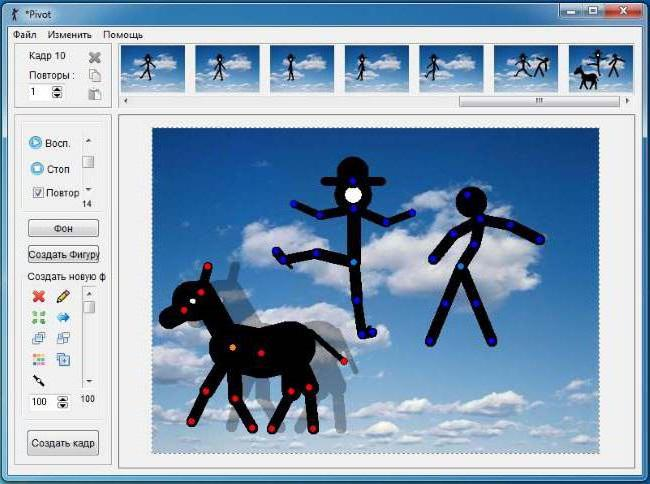 *Pivot
Файл Изменить Помощь
Кадр 10
Повторы :
1
Восп.
Стоп
Повтор
14
Фон
Создать Фигуру
Создать новую ф
100
100
Создать кадр